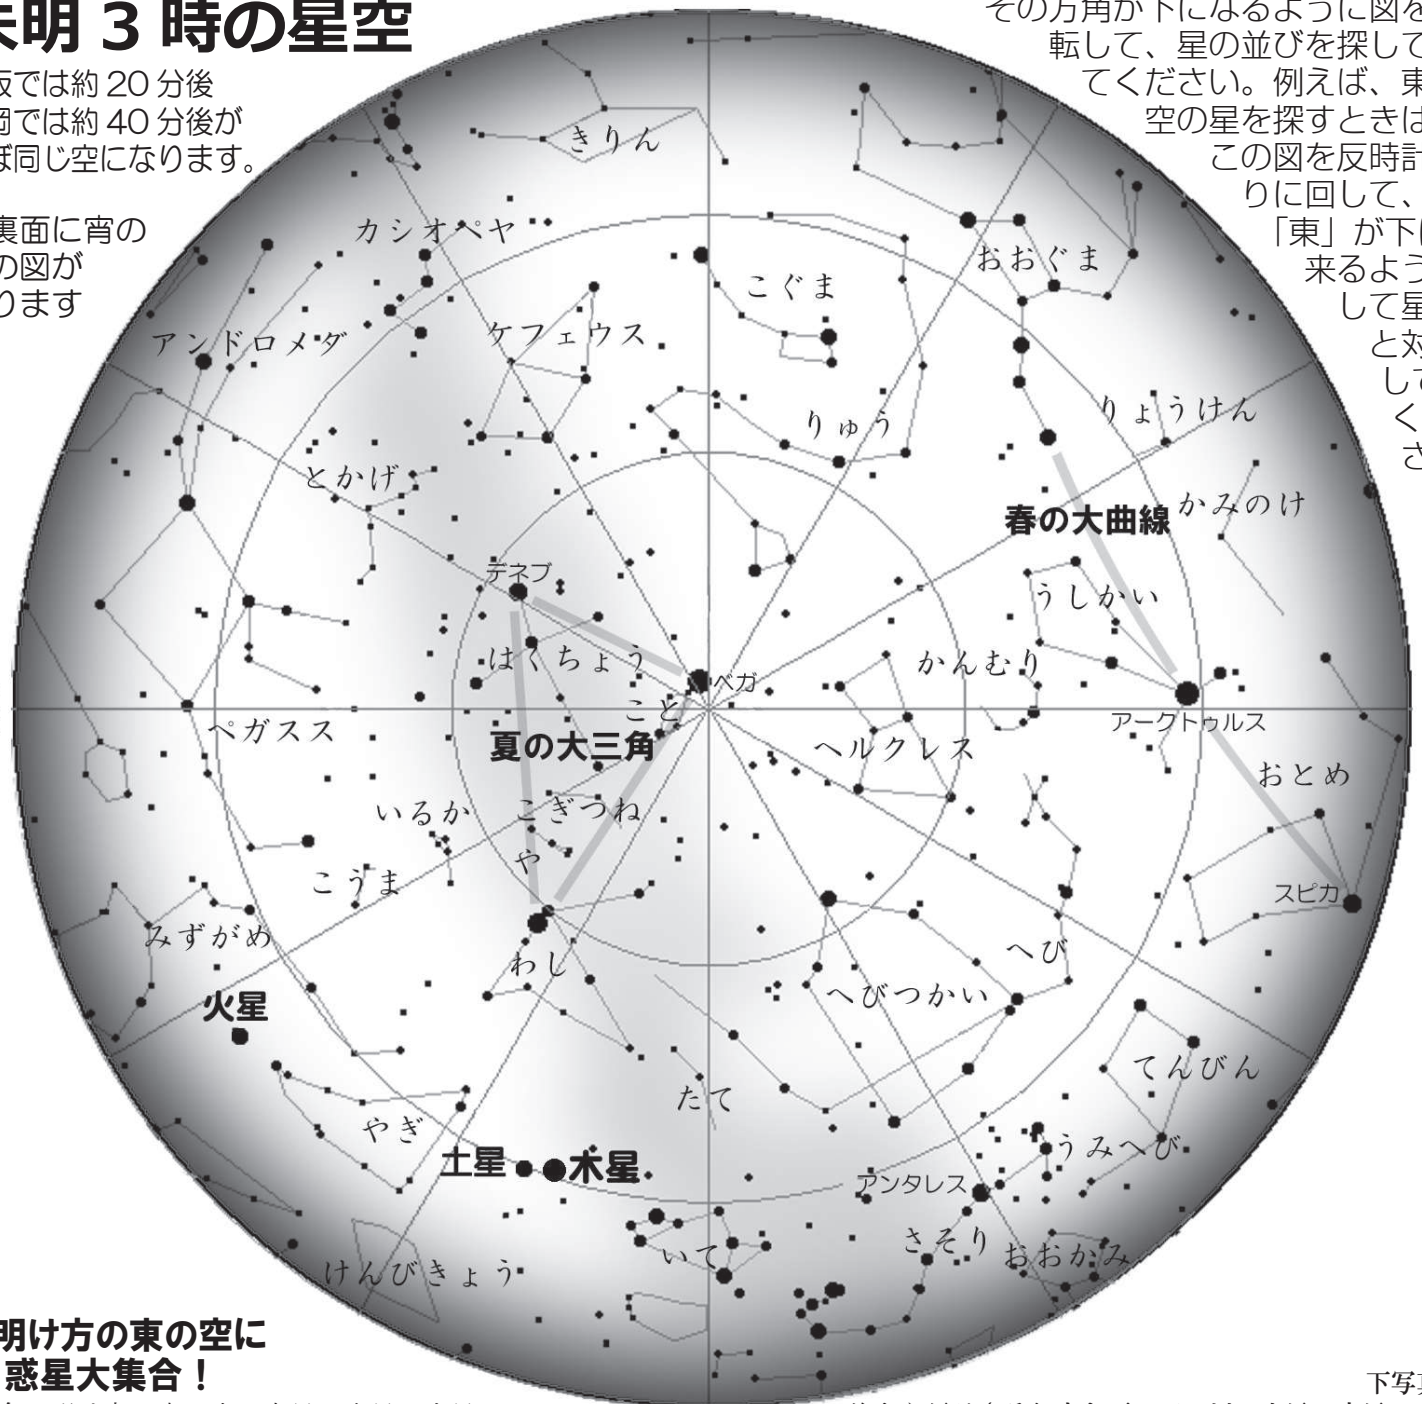 未明 3 時の星空
阪では約 20 分後
岡では約 40 分後が
ぼ同じ空になります。
裏面に宵の
の図が
ります
その方角が下になるように図を
転して、星の並びを探して
てください。例えば、東
空の星を探すときは
この図を反時計
りに回して、
「東」が下に
来るよう
して星
と対
して
く
さ
きりん
カシオペヤ
おおぐま
こぐま
アンドロメダ
ケフェウス
りょうけん
りゅう
とかげ
かみのけ
春の大曲線
デネブ
うしかい
はくちょう
かんむり
ベガ
こと
アークトゥルス
ペガスス
夏の大三角
ヘルクレス
おとめ
いるか
こぎつね
や
こうま
スピカ
みずがめ
わし
へび
へびつかい
火星
てんびん
たて
やぎ
うみへび
土星
木星
アンタレス
さそり
おおかみ
いて
けんびきょう
明け方の東の空に
惑星大集合！
下写真